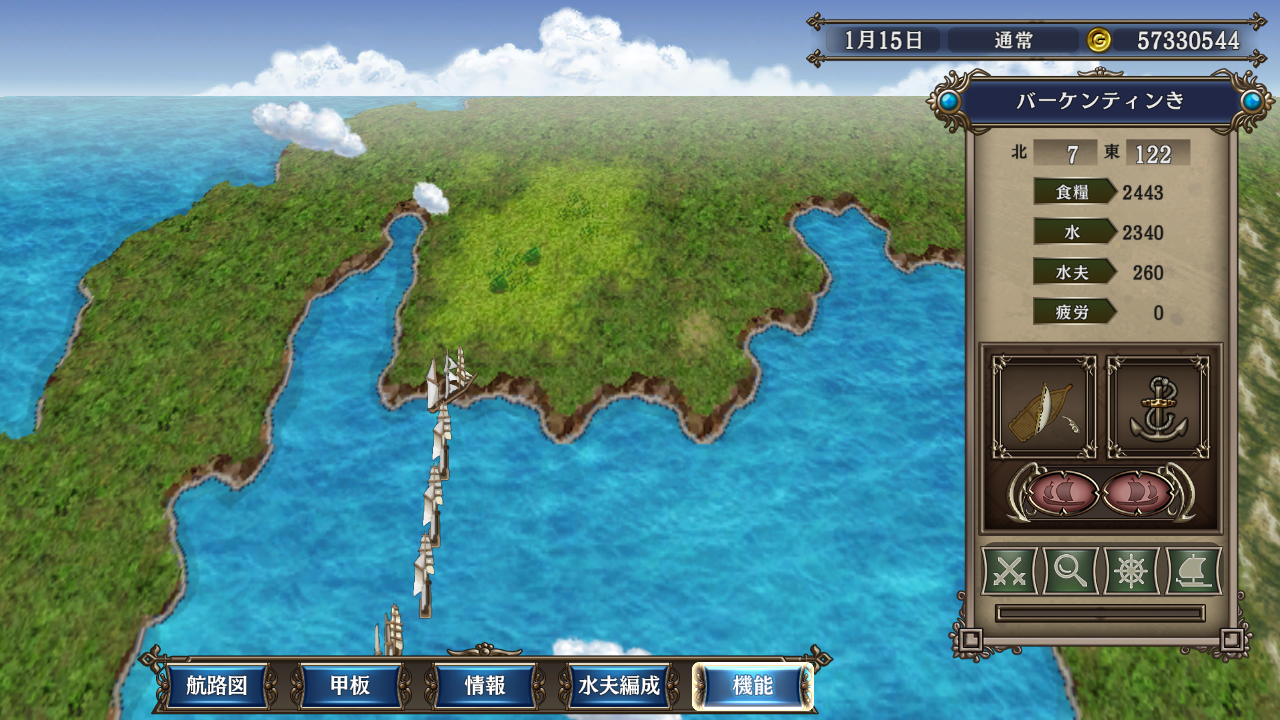 1月15日 通常 G 57330544
バーケンティンき
北 7 東 122
食糧 2443
水 2340
水夫 260
疲労 0
航路図 甲板 情報 水夫編成 機能